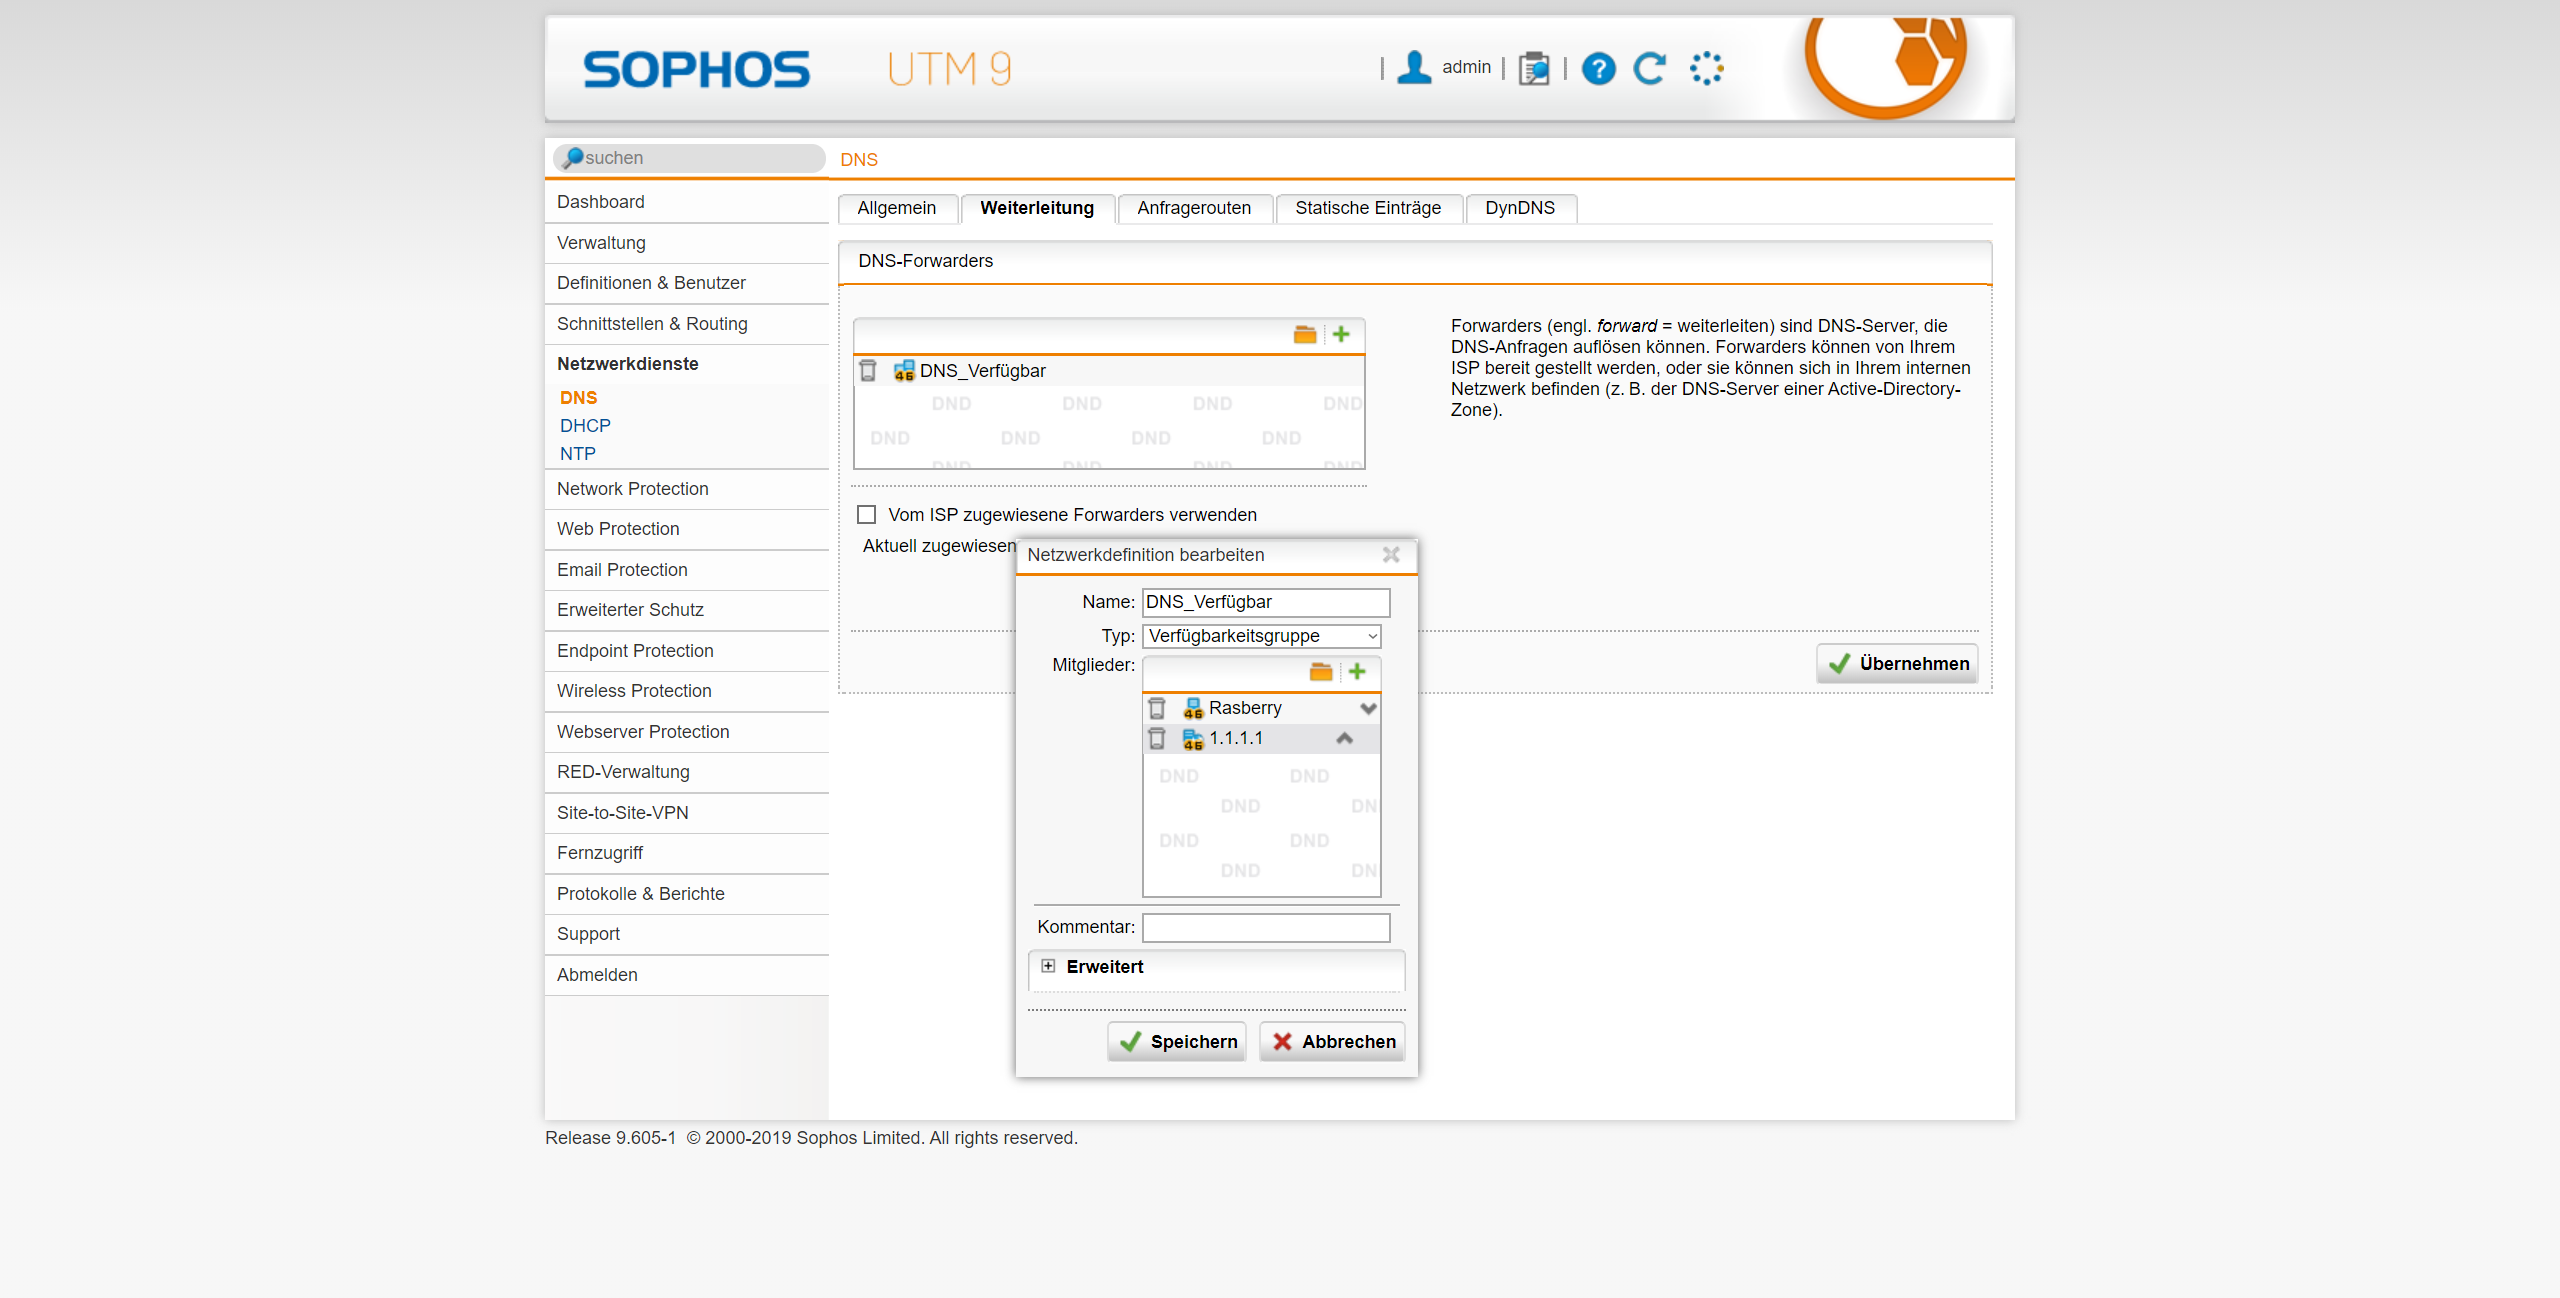 SOPHOS UTM 9
admin
suchen
DNS
Dashboard
Verwaltung
Definitionen & Benutzer
Schnittstellen & Routing
Netzwerkdienste
DNS
DHCP
NTP
Network Protection
Web Protection
Email Protection
Erweiterter Schutz
Endpoint Protection
Wireless Protection
Webserver Protection
RED-Verwaltung
Site-to-Site-VPN
Fernzugriff
Protokolle & Berichte
Support
Abmelden
Allgemein Weiterleitung Anfragerouten Statische Einträge DynDNS
DNS-Forwarders
46 DNS_Verfügbar
DND DND DND DND
DND DND DND DND
DND DND DND DND
Vom ISP zugewiesene Forwarders verwenden
Aktuell zugewiesen
Forwarders (engl. forward = weiterleiten) sind DNS-Server, die
DNS-Anfragen auflösen können. Forwarders können von Ihrem
ISP bereit gestellt werden, oder sie können sich in Ihrem internen
Netzwerk befinden (z. B. der DNS-Server einer Active-Directory-
Zone).
Übernehmen
Netzwerkdefinition bearbeiten
Name: DNS_Verfügbar
Typ: Verfügbarkeitsgruppe
Mitglieder:
46 Rasberry
46 1.1.1.1
DND DND
DND DN
DND DND
DND DN
Kommentar:
Erweitert
Speichern Abbrechen
Release 9.605-1 © 2000-2019 Sophos Limited. All rights reserved.